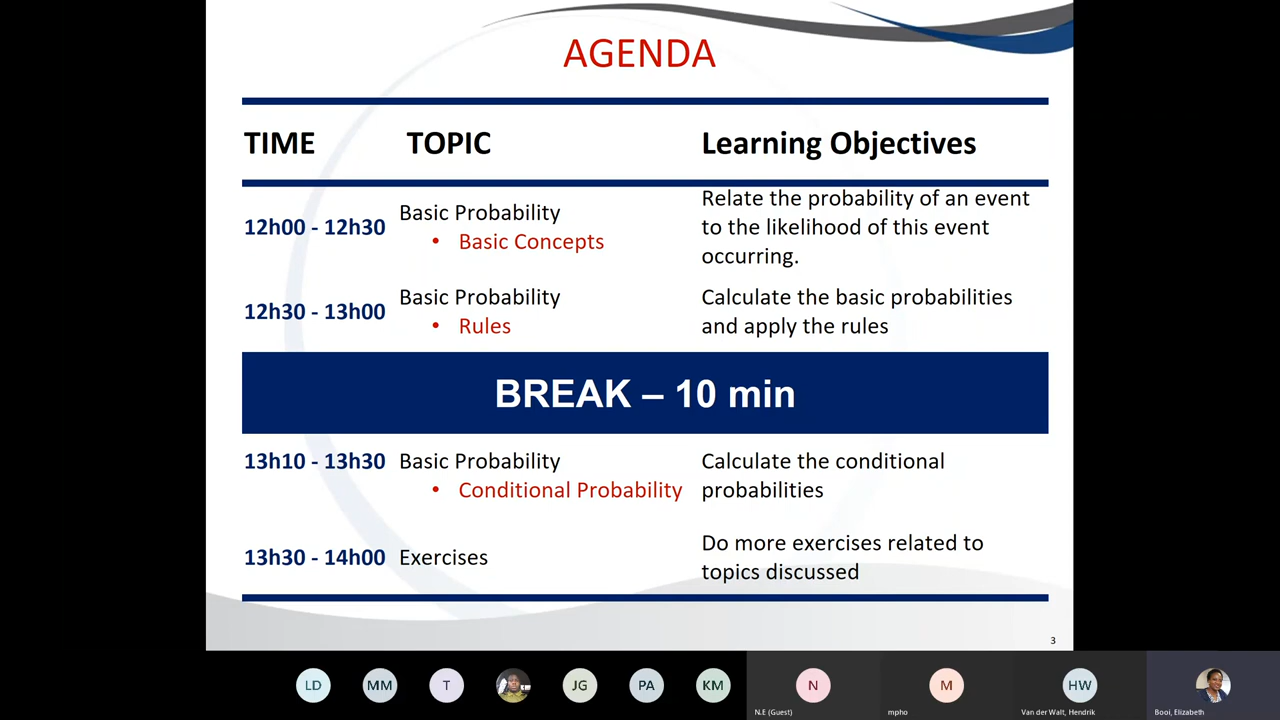 AGENDA
TIME TOPIC Learning Objectives
12h00 - 12h30
Basic Probability
• Basic Concepts
Relate the probability of an event
to the likelihood of this event
occurring.
12h30 - 13h00
Basic Probability
• Rules
Calculate the basic probabilities
and apply the rules
BREAK – 10 min
13h10 - 13h30
Basic Probability
• Conditional Probability
Calculate the conditional
probabilities
13h30 - 14h00
Exercises
Do more exercises related to
topics discussed
3
LD MM T JG PA KM N M HW
N.E (Guest) mpho Van der Walt, Hendrik Booi, Elizabeth